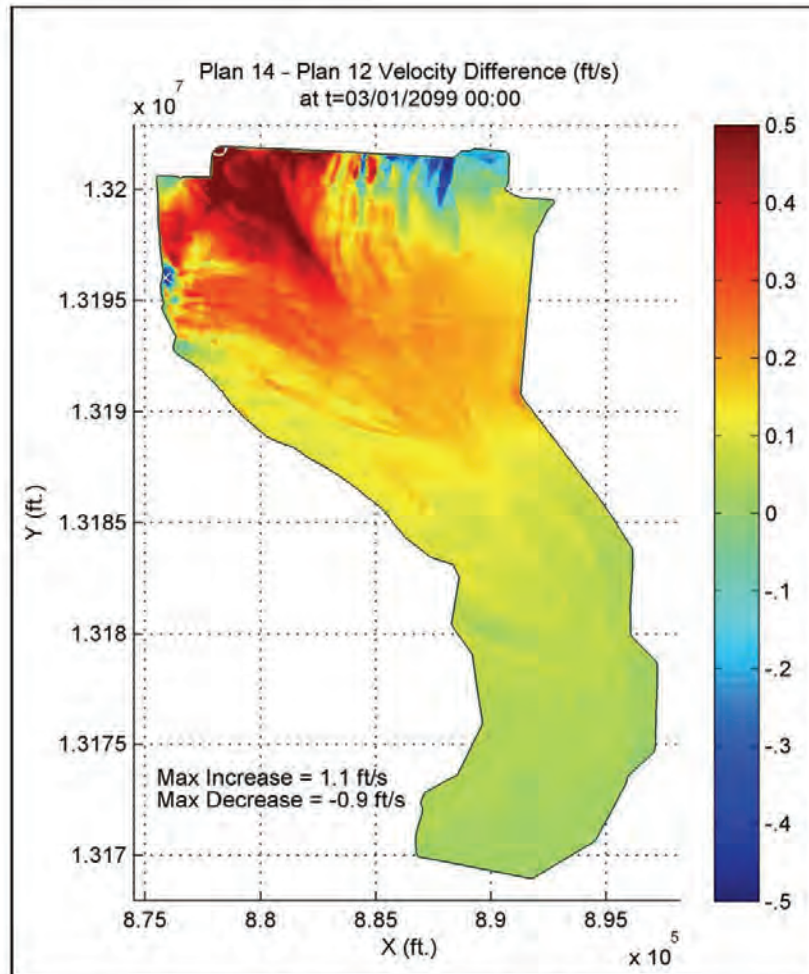 Plan 14 - Plan 12 Velocity Difference (ft/s)
at t=03/01/2099 00:00
x 10^7
1.32
1.3195
1.319
1.3185
1.318
1.3175
1.317
Y (ft.)
Max Increase = 1.1 ft/s
Max Decrease = -0.9 ft/s
8.75
8.8
8.85
8.9
8.95
X (ft.)
x 10^5
0.5
0.4
0.3
0.2
0.1
0
-.1
-.2
-.3
-.4
-.5